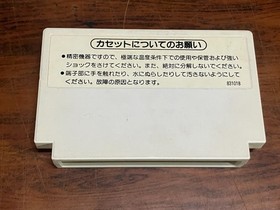 カセットについてのお願い
●精密機器ですので、極端な温度条件下での使用や保管および強い
ショックをさけてください。また、絶対に分解しないでください。
●端子部に手を触れたり、水にぬらしたりして汚さないようにして
ください。故障の原因となります。
831018